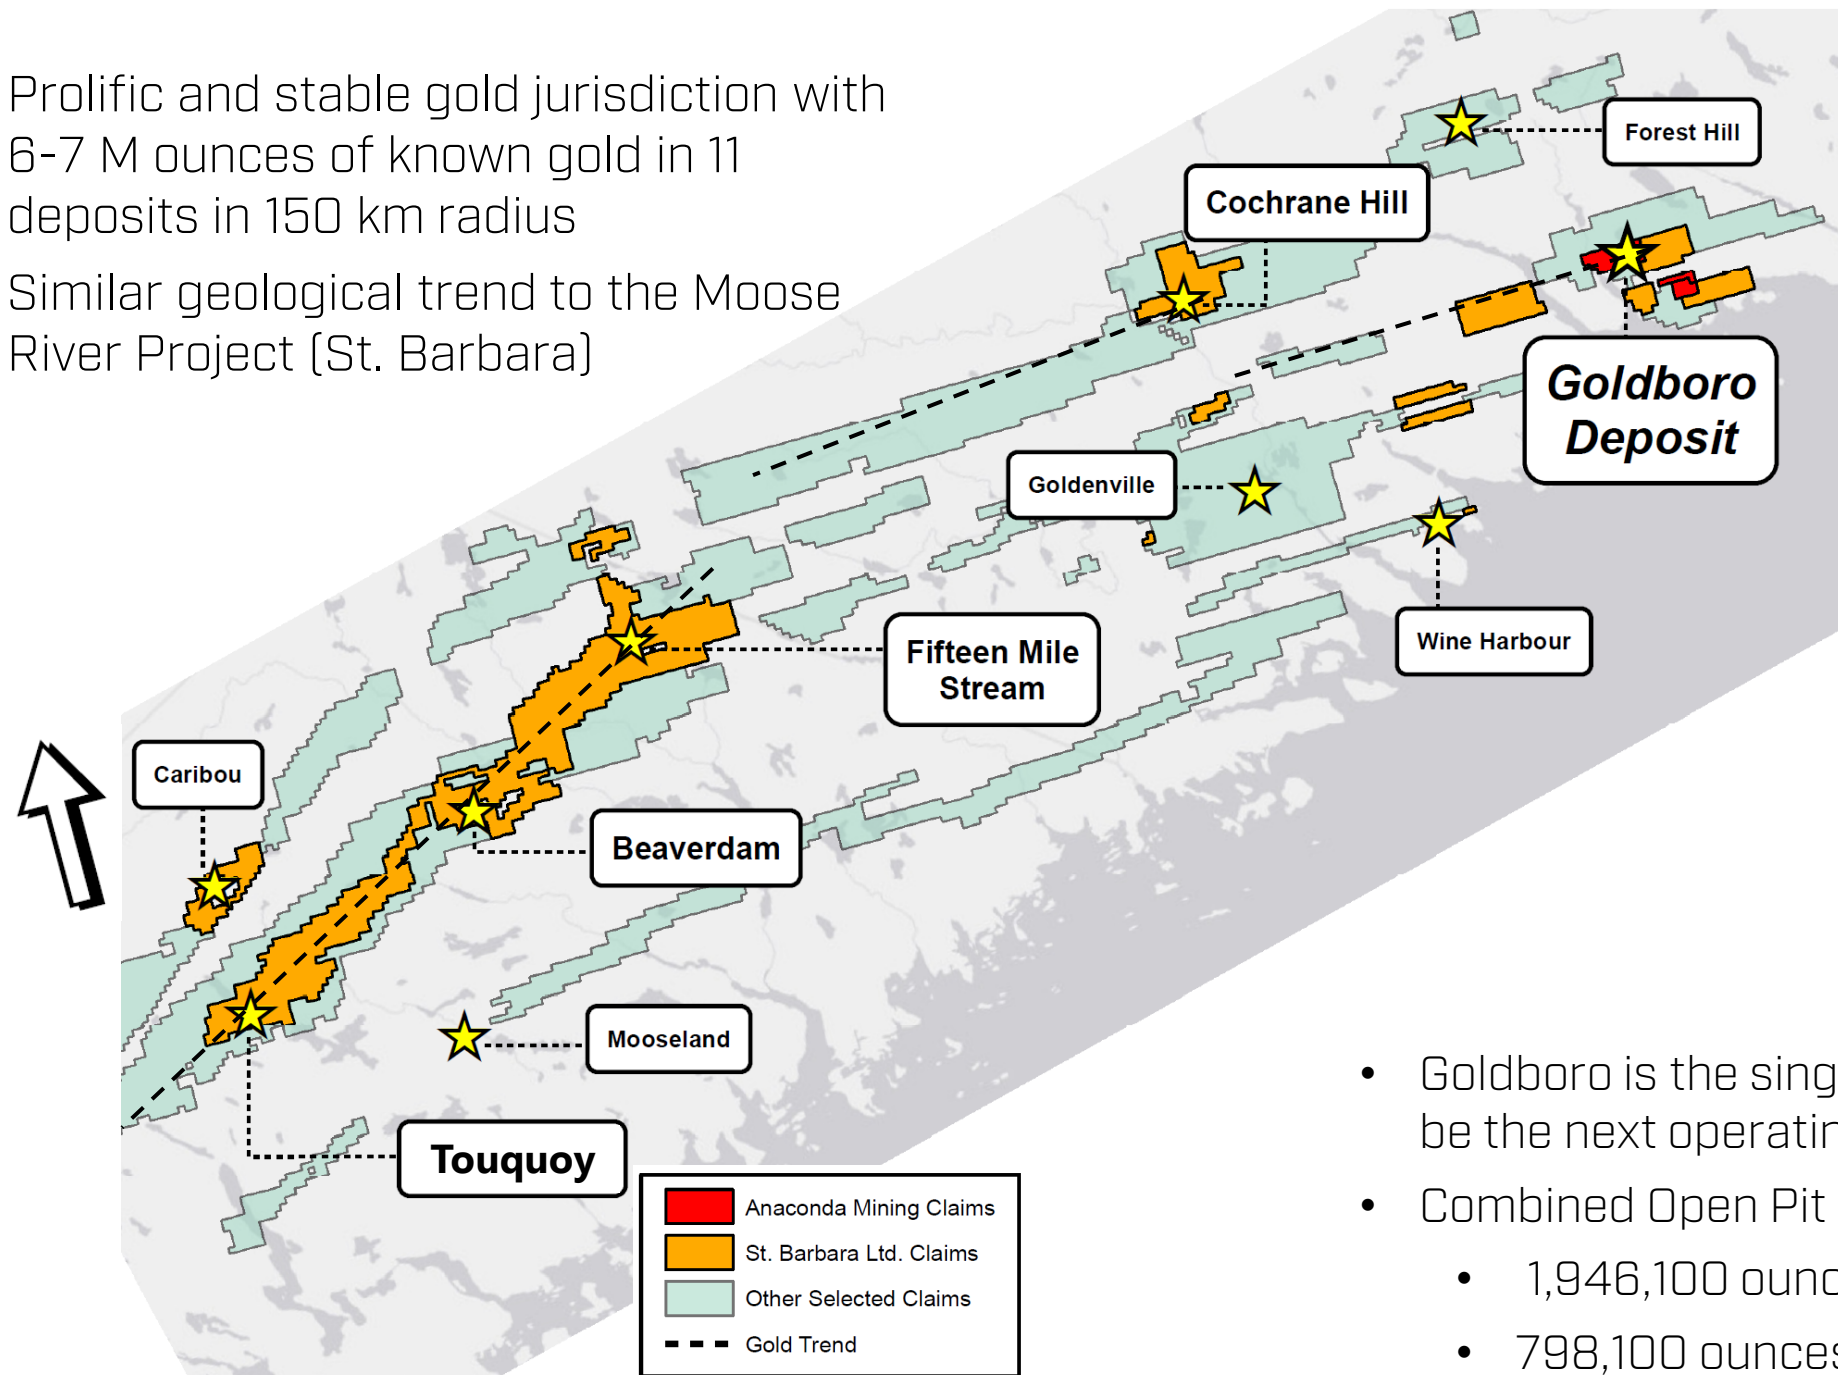 Prolific and stable gold jurisdiction with
6-7 M ounces of known gold in 11
deposits in 150 km radius
Similar geological trend to the Moose
River Project (St. Barbara)
Forest Hill
Cochrane Hill
Goldboro
Deposit
Goldenville
Wine Harbour
Fifteen Mile
Stream
Caribou
Beaverdam
Mooseland
Touquoy
Anaconda Mining Claims
St. Barbara Ltd. Claims
Other Selected Claims
Gold Trend
• Goldboro is the sing
be the next operatin
• Combined Open Pit
• 1,946,100 ounc
• 798,100 ounces